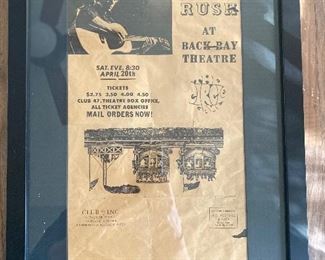 RUSH
AT
BACK BAY
THEATRE
SAT. EVE. 8:30
APRIL 20th
TICKETS
$2.75 3.50 4.00 4.50
CLUB 47, THEATRE BOX OFFICE,
ALL TICKET AGENCIES
MAIL ORDERS NOW!
CLUB 47 INC